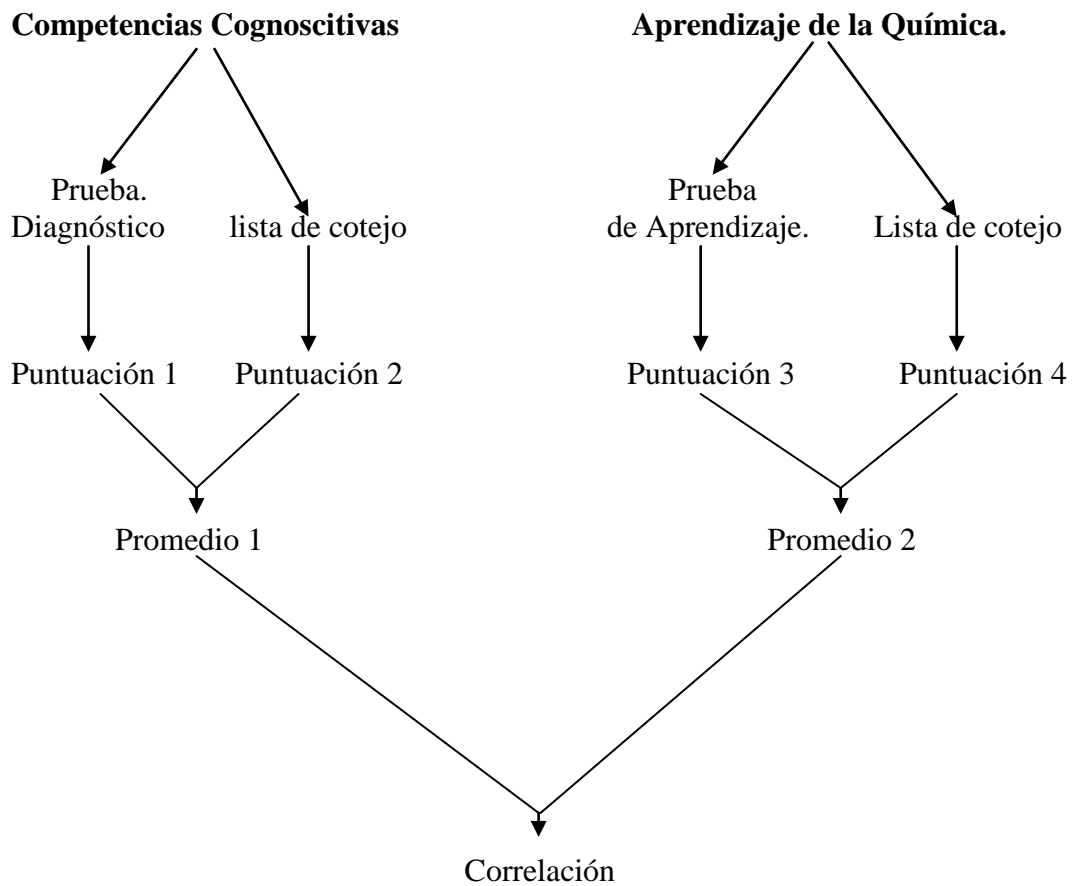 Competencias Cognoscitivas
Aprendizaje de la Química.
Prueba.
Diagnóstico
lista de cotejo
Prueba
de Aprendizaje.
Lista de cotejo
Puntuación 1
Puntuación 2
Puntuación 3
Puntuación 4
Promedio 1
Promedio 2
Correlación